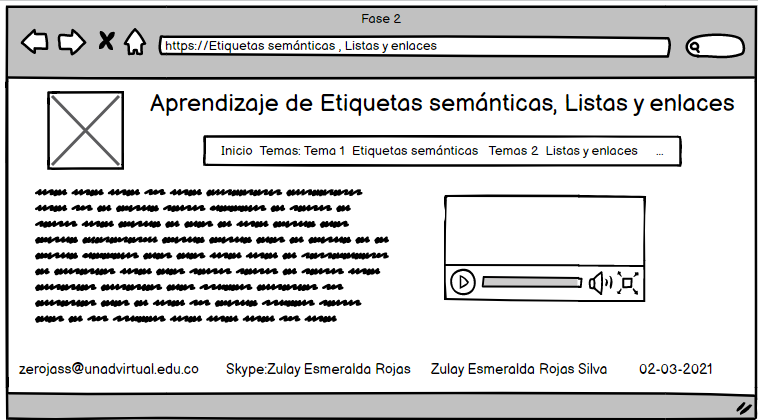 Fase 2
https://Etiquetas semánticas , Listas y enlaces
Aprendizaje de Etiquetas semánticas, Listas y enlaces
Inicio Temas: Tema 1 Etiquetas semánticas Temas 2 Listas y enlaces ...
zerojass@unadvirtual.edu.co Skype:Zulay Esmeralda Rojas Zulay Esmeralda Rojas Silva 02-03-2021